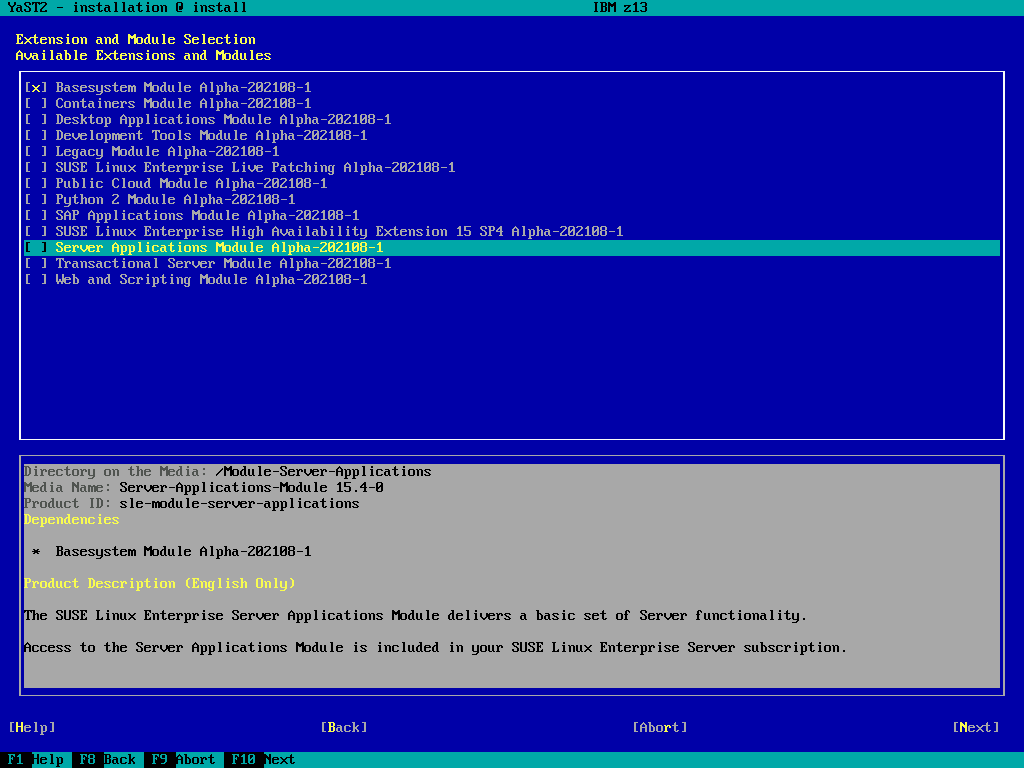 YaST2 - installation @ install IBM z13
Extension and Module Selection
Available Extensions and Modules
[x] Basesystem Module Alpha-202108-1
[ ] Containers Module Alpha-202108-1
[ ] Desktop Applications Module Alpha-202108-1
[ ] Development Tools Module Alpha-202108-1
[ ] Legacy Module Alpha-202108-1
[ ] SUSE Linux Enterprise Live Patching Alpha-202108-1
[ ] Public Cloud Module Alpha-202108-1
[ ] Python 2 Module Alpha-202108-1
[ ] SAP Applications Module Alpha-202108-1
[ ] SUSE Linux Enterprise High Availability Extension 15 SP4 Alpha-202108-1
[ ] Server Applications Module Alpha-202108-1
[ ] Transactional Server Module Alpha-202108-1
[ ] Web and Scripting Module Alpha-202108-1
Directory on the Media: /Module-Server-Applications
Media Name: Server-Applications-Module 15.4-0
Product ID: sle-module-server-applications
Dependencies
* Basesystem Module Alpha-202108-1
Product Description (English Only)
The SUSE Linux Enterprise Server Applications Module delivers a basic set of Server functionality.
Access to the Server Applications Module is included in your SUSE Linux Enterprise Server subscription.
[Help] [Back] [Abort] [Next]
F1 Help F8 Back F9 Abort F10 Next